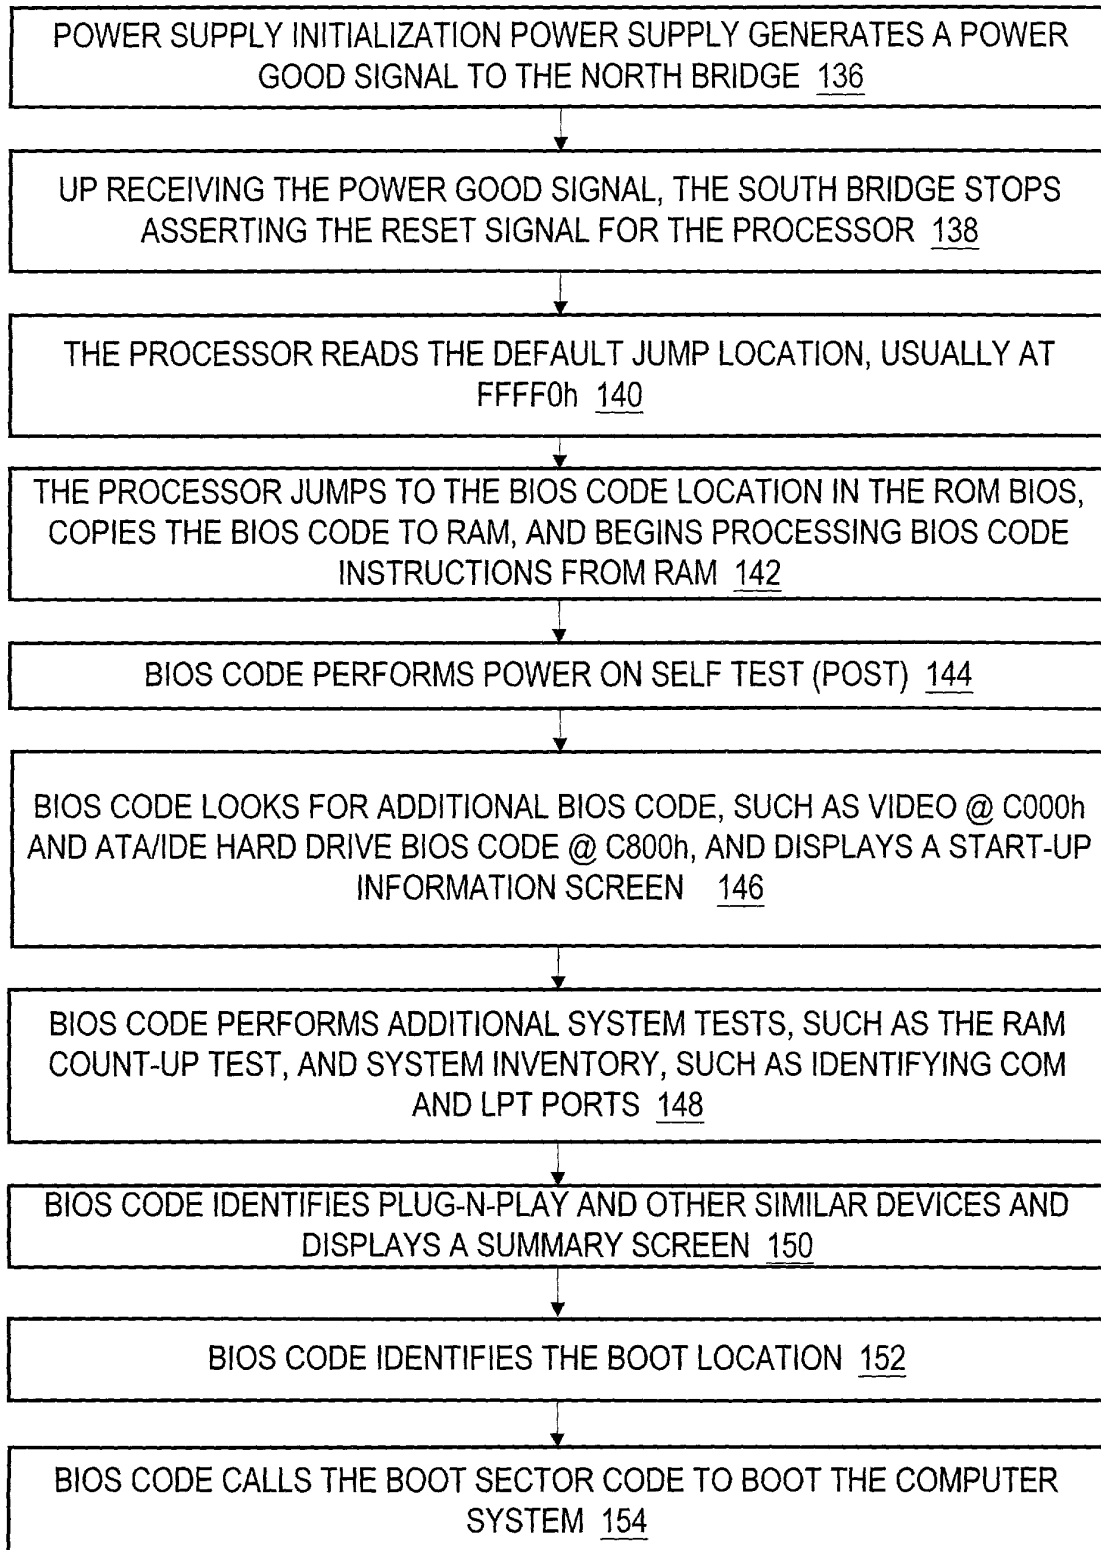 POWER SUPPLY INITIALIZATION POWER SUPPLY GENERATES A POWER
GOOD SIGNAL TO THE NORTH BRIDGE 136
UP RECEIVING THE POWER GOOD SIGNAL, THE SOUTH BRIDGE STOPS
ASSERTING THE RESET SIGNAL FOR THE PROCESSOR 138
THE PROCESSOR READS THE DEFAULT JUMP LOCATION, USUALLY AT
FFFF0h 140
THE PROCESSOR JUMPS TO THE BIOS CODE LOCATION IN THE ROM BIOS,
COPIES THE BIOS CODE TO RAM, AND BEGINS PROCESSING BIOS CODE
INSTRUCTIONS FROM RAM 142
BIOS CODE PERFORMS POWER ON SELF TEST (POST) 144
BIOS CODE LOOKS FOR ADDITIONAL BIOS CODE, SUCH AS VIDEO @ C000h
AND ATA/IDE HARD DRIVE BIOS CODE @ C800h, AND DISPLAYS A START-UP
INFORMATION SCREEN 146
BIOS CODE PERFORMS ADDITIONAL SYSTEM TESTS, SUCH AS THE RAM
COUNT-UP TEST, AND SYSTEM INVENTORY, SUCH AS IDENTIFYING COM
AND LPT PORTS 148
BIOS CODE IDENTIFIES PLUG-N-PLAY AND OTHER SIMILAR DEVICES AND
DISPLAYS A SUMMARY SCREEN 150
BIOS CODE IDENTIFIES THE BOOT LOCATION 152
BIOS CODE CALLS THE BOOT SECTOR CODE TO BOOT THE COMPUTER
SYSTEM 154